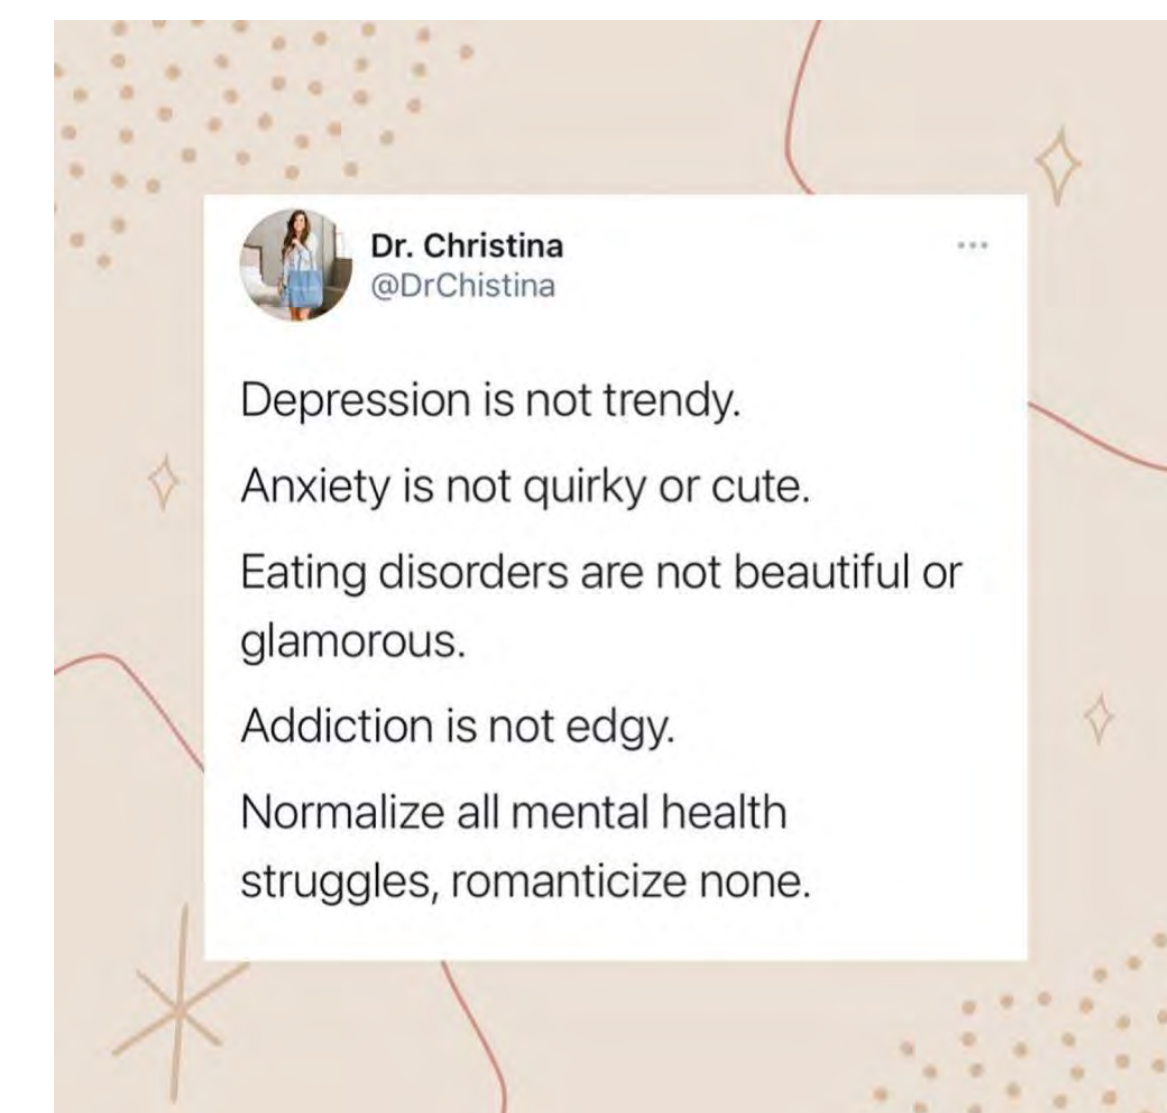 Dr. Christina
@DrChistina
Depression is not trendy.
Anxiety is not quirky or cute.
Eating disorders are not beautiful or
glamorous.
Addiction is not edgy.
Normalize all mental health
struggles, romanticize none.